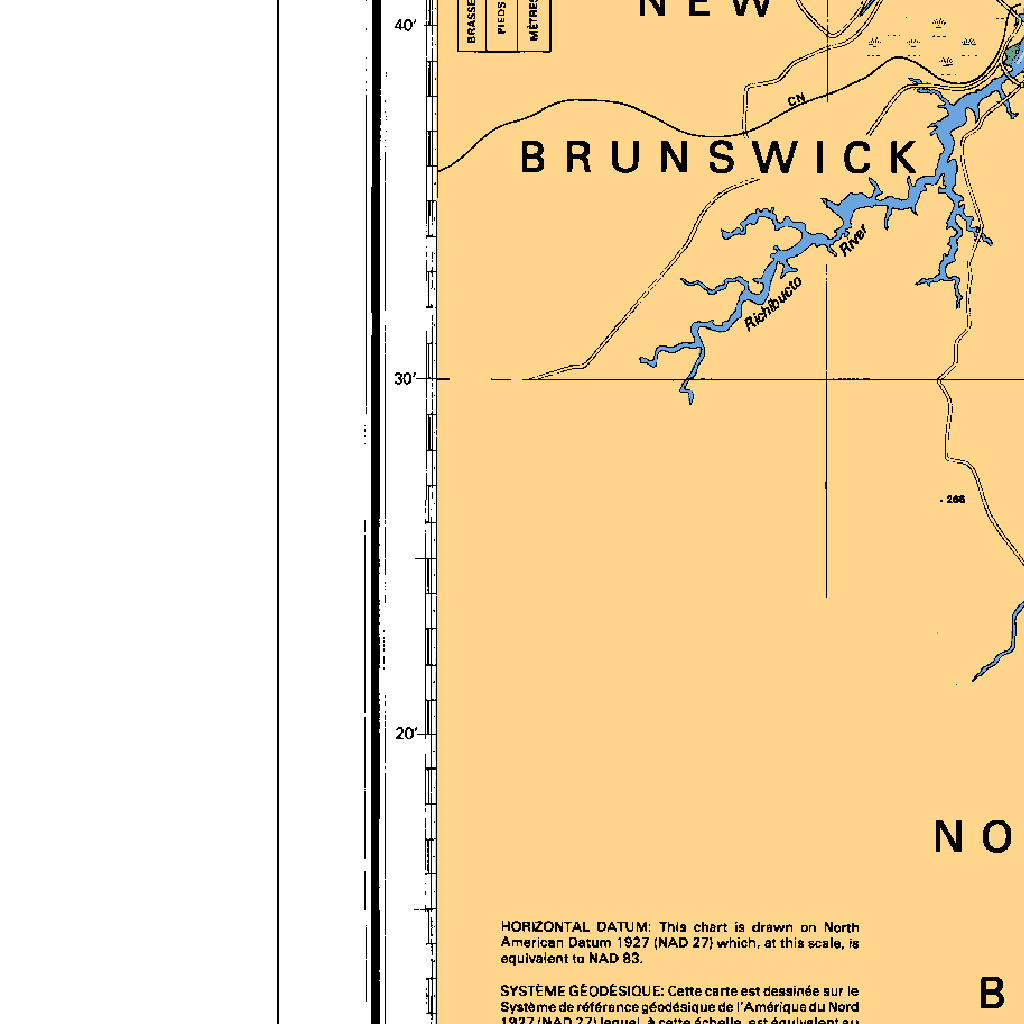 NEW
40'
BRASSE
PIEDS
MÈTRES
CN
BRUNSWICK
River
Richibucto
30'
266
20'
NO
HORIZONTAL DATUM: This chart is drawn on North
American Datum 1927 (NAD 27) which, at this scale, is
equivalent to NAD 83.
B
SYSTÈME GÉODÉSIQUE: Cette carte est dessinée sur le
Système de référence géodésique de l'Amérique du Nord
1927 (NAD 27) lequel, à cette échelle, est équivalent au